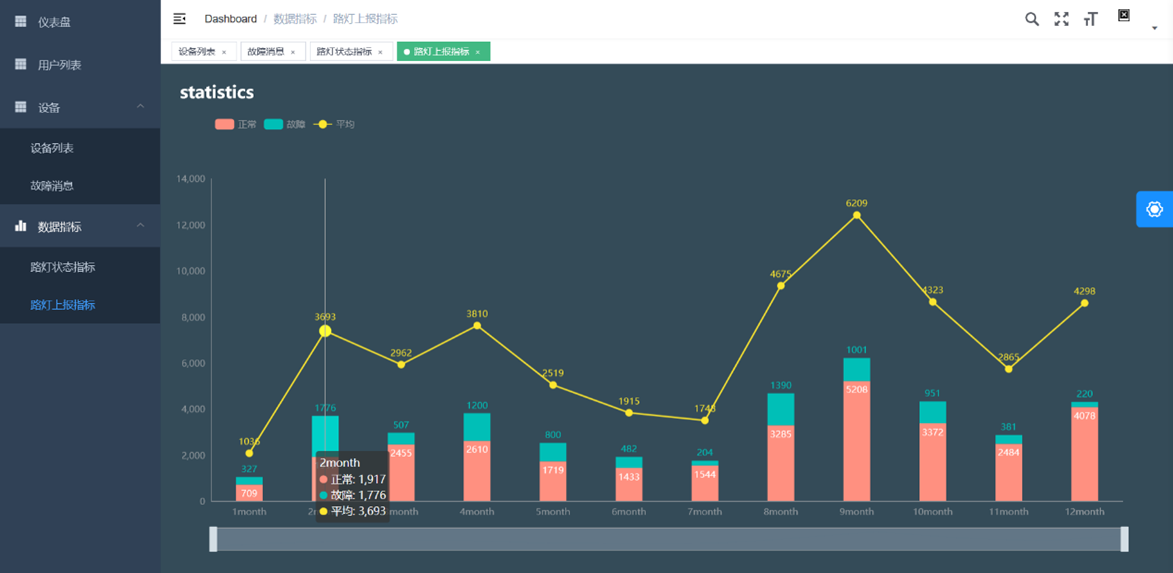 仪表盘
用户列表
设备
设备列表
故障消息
数据指标
路灯状态指标
路灯上报指标
Dashboard / 数据指标 / 路灯上报指标
设备列表 × 故障消息 × 路灯状态指标 × 路灯上报指标 ×
statistics
正常 故障 平均
14,000
12,000
10,000
8,000
6,000
4,000
2,000
0
1036 3693 2962 3810 2519 1915 1748 4675 6209 4323 2865 4298
327 1776 507 1200 800 482 204 1390 1001 951 381 220
709 2455 2610 1719 1433 1544 3285 5208 3372 2484 4078
2month
正常: 1,917
故障: 1,776
平均: 3,693
1month 4month 5month 6month 7month 8month 9month 10month 11month 12month